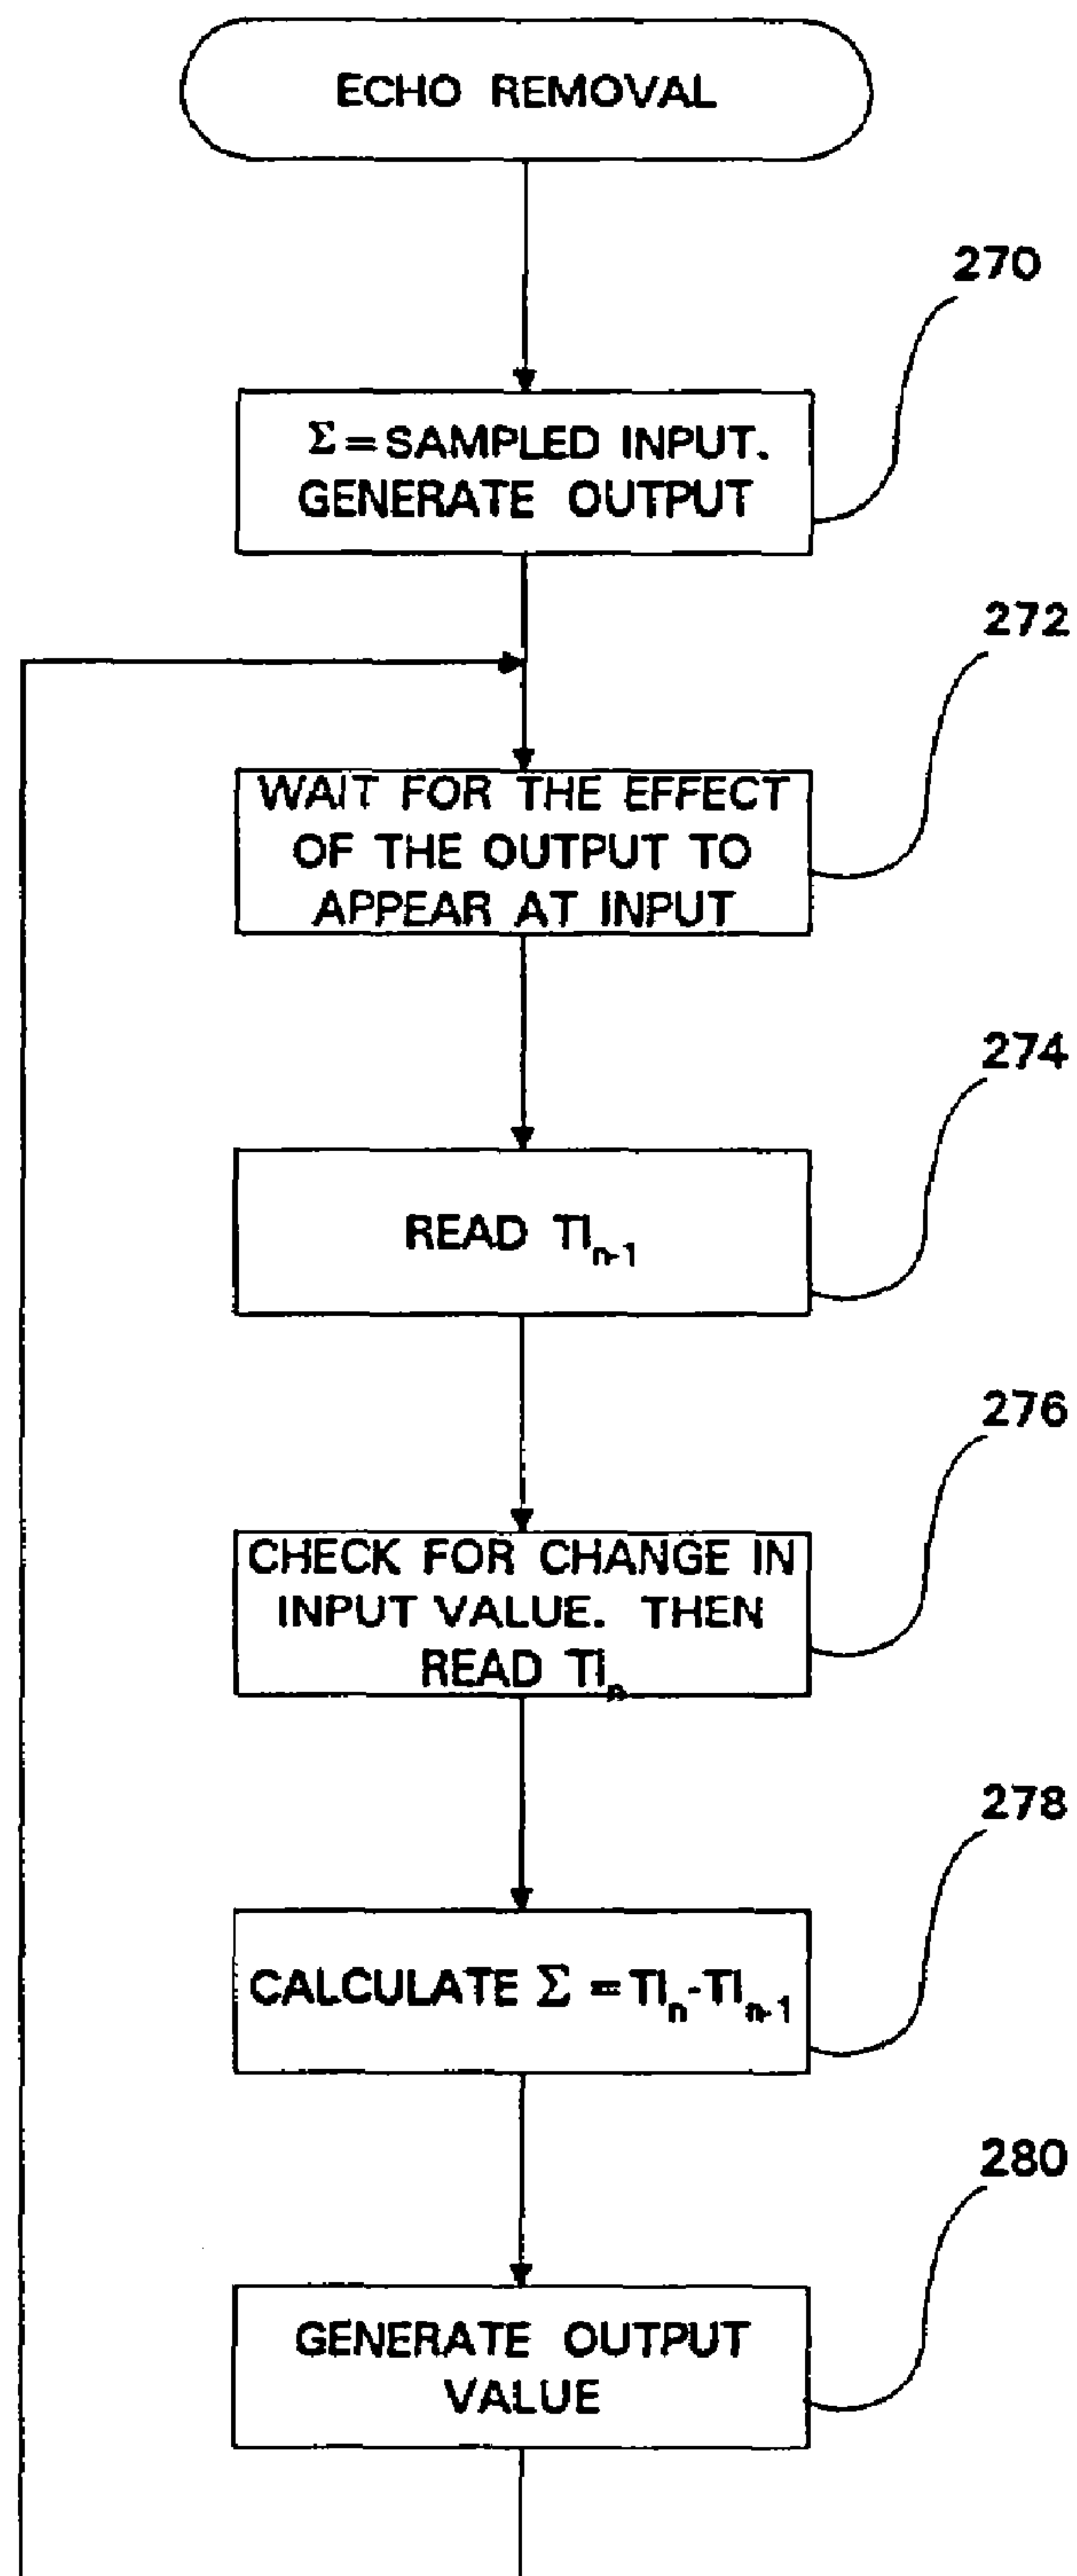 ECHO REMOVAL
270
Σ=SAMPLED INPUT.
GENERATE OUTPUT
272
WAIT FOR THE EFFECT
OF THE OUTPUT TO
APPEAR AT INPUT
274
READ TIₙ₋₁
276
CHECK FOR CHANGE IN
INPUT VALUE. THEN
READ TIₙ
278
CALCULATE Σ = TIₙ-TIₙ₋₁
280
GENERATE OUTPUT
VALUE